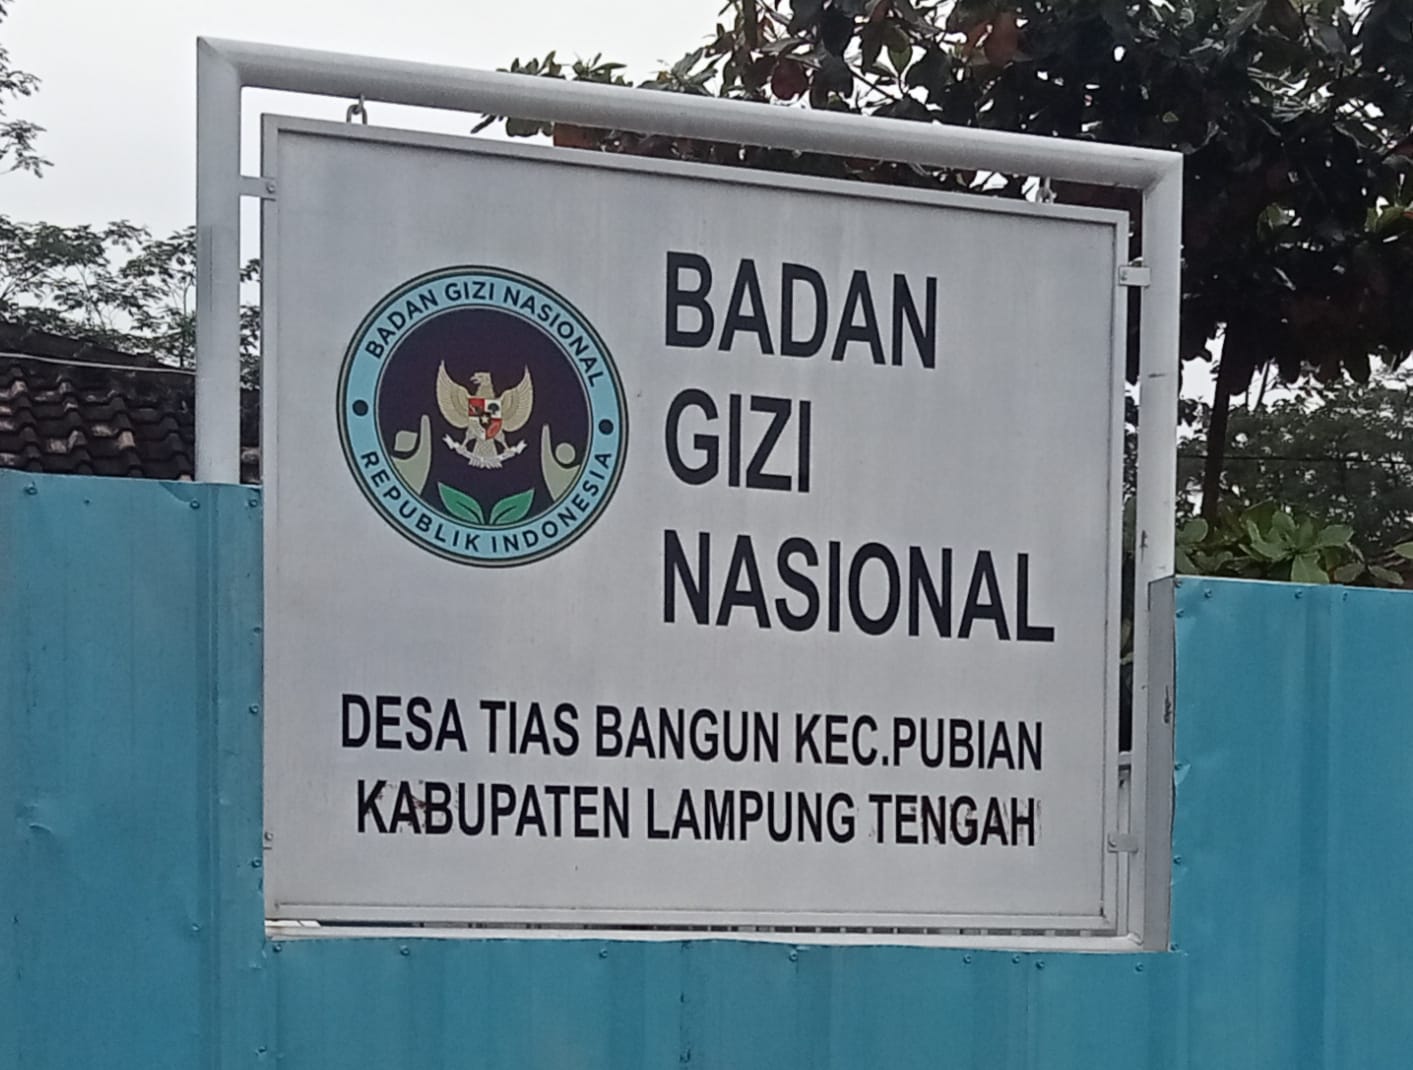 BADAN GIZI NASIONAL
REPUBLIK INDONESIA
BADAN
GIZI
NASIONAL
DESA TIAS BANGUN KEC.PUBIAN
KABUPATEN LAMPUNG TENGAH